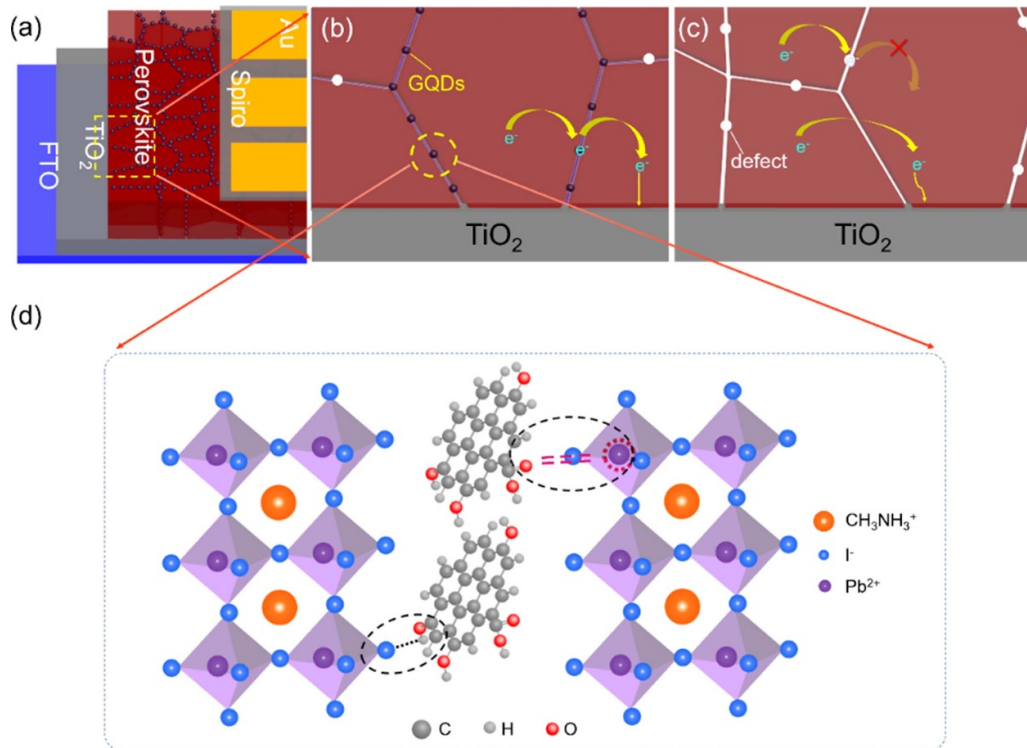 (a)
FTO
TiO₂
Perovskite
Spiro
Au
(b)
GQDs
e⁻
e⁻
e⁻
TiO₂
(c)
e⁻
e⁻
e⁻
e⁻
defect
TiO₂
(d)
CH₃NH₃⁺
I⁻
Pb²⁺
C H O